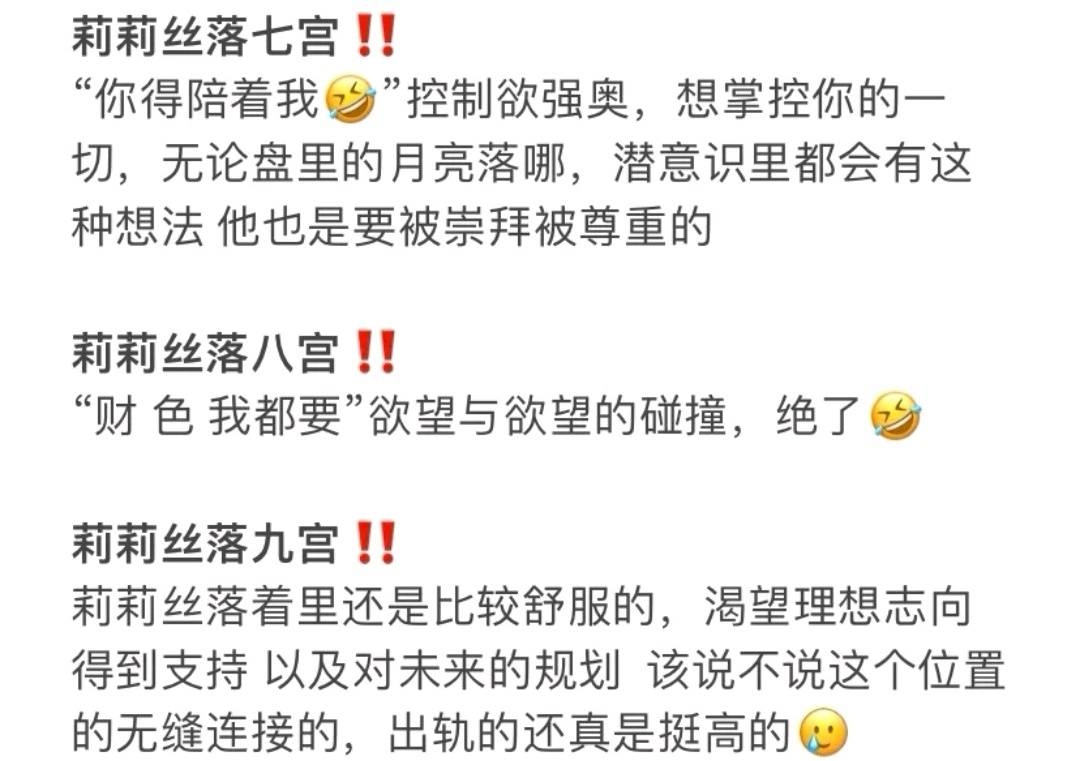 莉莉丝落七宫‼️
“你得陪着我🤣”控制欲强奥，想掌控你的一
切，无论盘里的月亮落哪，潜意识里都会有这
种想法 他也是要被崇拜被尊重的
莉莉丝落八宫‼️
“财 色 我都要”欲望与欲望的碰撞，绝了🤣
莉莉丝落九宫‼️
莉莉丝落着里还是比较舒服的，渴望理想志向
得到支持 以及对未来的规划  该说不说这个位置
的无缝连接的，出轨的还真是挺高的🥲